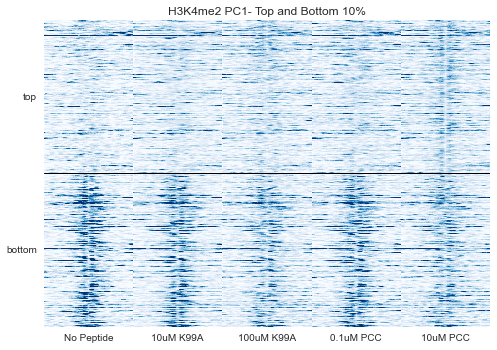 H3K4me2 PC1- Top and Bottom 10%
top
bottom
No Peptide
10uM K99A
100uM K99A
0.1uM PCC
10uM PCC